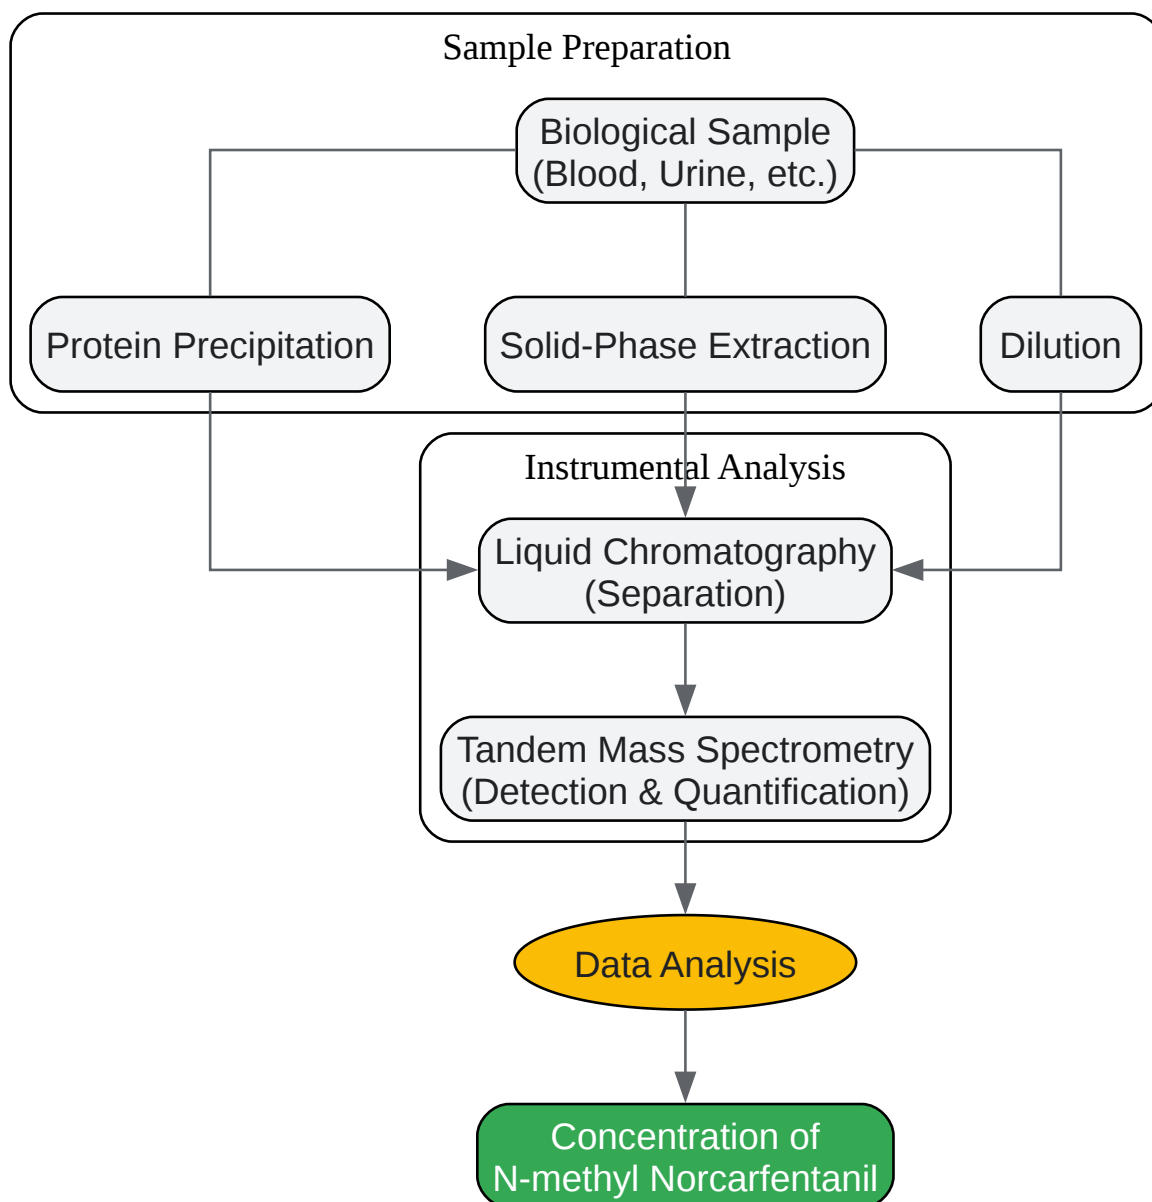 Sample Preparation
Biological Sample
(Blood, Urine, etc.)
Protein Precipitation
Solid-Phase Extraction
Dilution
Instrumental Analysis
Liquid Chromatography
(Separation)
Tandem Mass Spectrometry
(Detection & Quantification)
Data Analysis
Concentration of
N-methyl Norcarfentanil